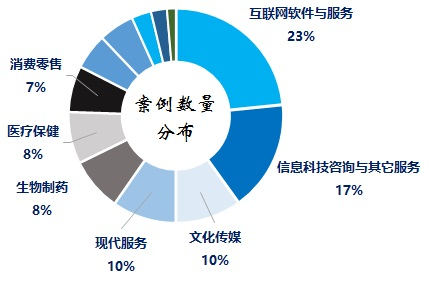 互联网软件与服务
23%
消费零售
7%
案例数量
分布
医疗保健
8%
信息科技咨询与其它服务
17%
生物制药
8%
文化传媒
10%
现代服务
10%